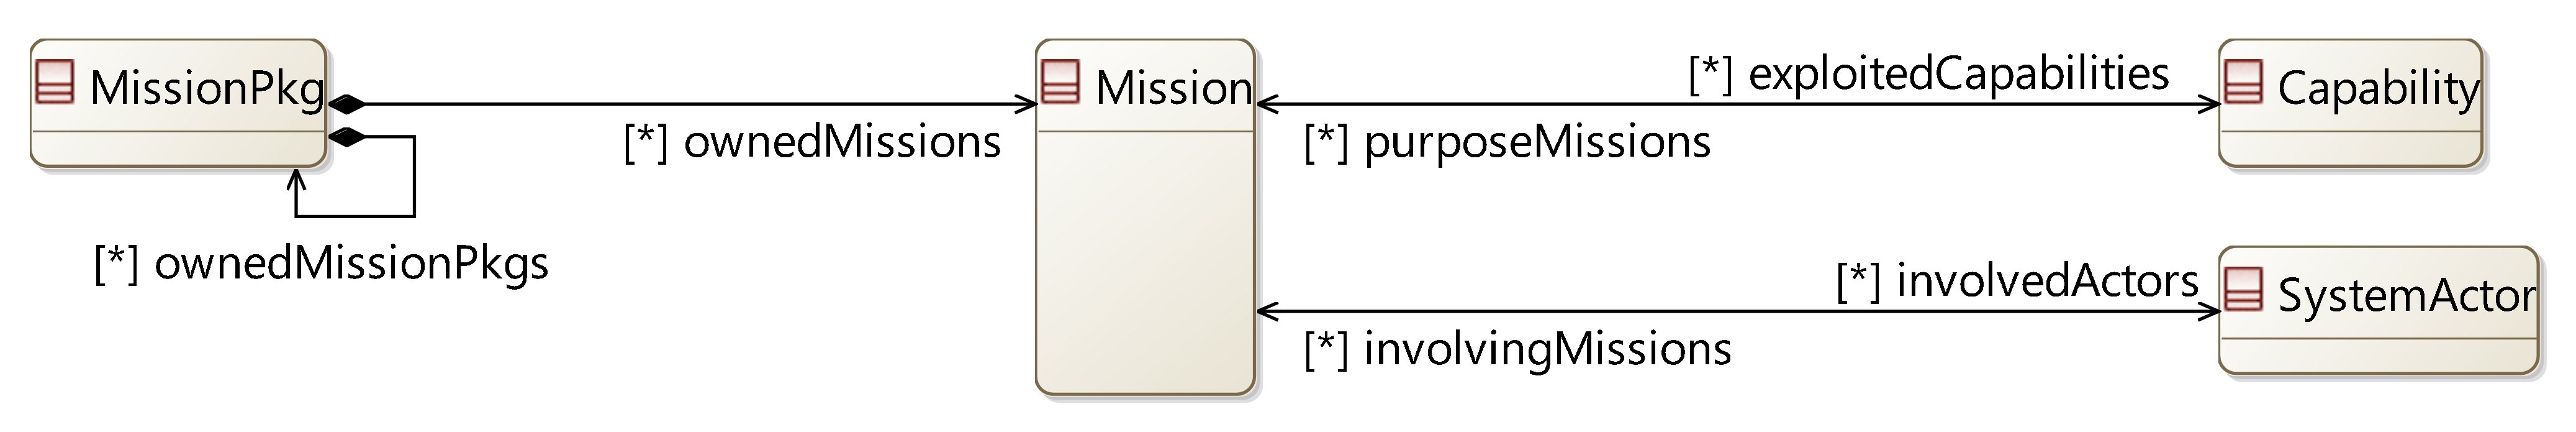 MissionPkg
[*] ownedMissionPkgs
[*] ownedMissions
Mission
[*] exploitedCapabilities
[*] purposeMissions
Capability
[*] involvedActors
[*] involvingMissions
SystemActor